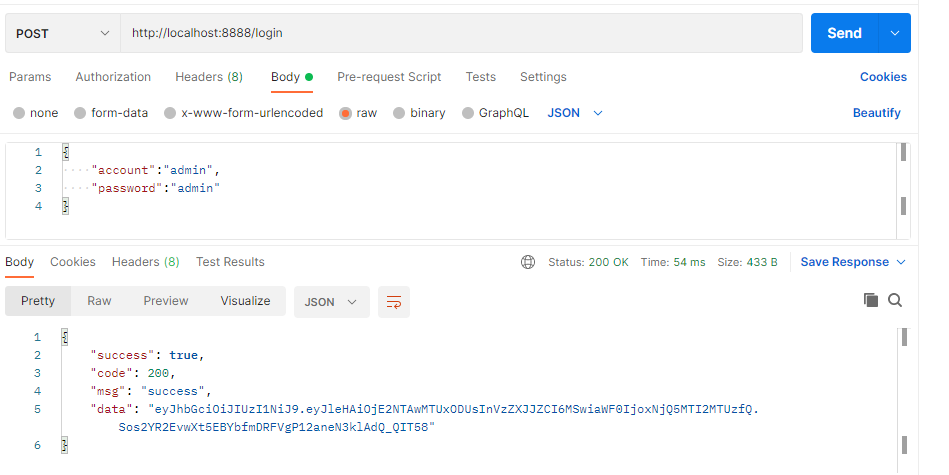 POST http://localhost:8888/login Send
Params Authorization Headers (8) Body Pre-request Script Tests Settings Cookies
none form-data x-www-form-urlencoded raw binary GraphQL JSON Beautify
1 {
2 "account":"admin",
3 "password":"admin"
4 }
Body Cookies Headers (8) Test Results Status: 200 OK Time: 54 ms Size: 433 B Save Response
Pretty Raw Preview Visualize JSON
1 {
2 "success": true,
3 "code": 200,
4 "msg": "success",
5 "data": "eyJhbGciOiJIUzI1NiJ9.eyJleHAiOjE2NTAwMTUxODUsInVzZXJJZCI6MSwiaWF0IjoxNjQ5MTI2MTUzfQ.
Sos2YR2EvwXt5EBYbfmDRFVgP12aneN3klAdQ_QIT58"
6 }